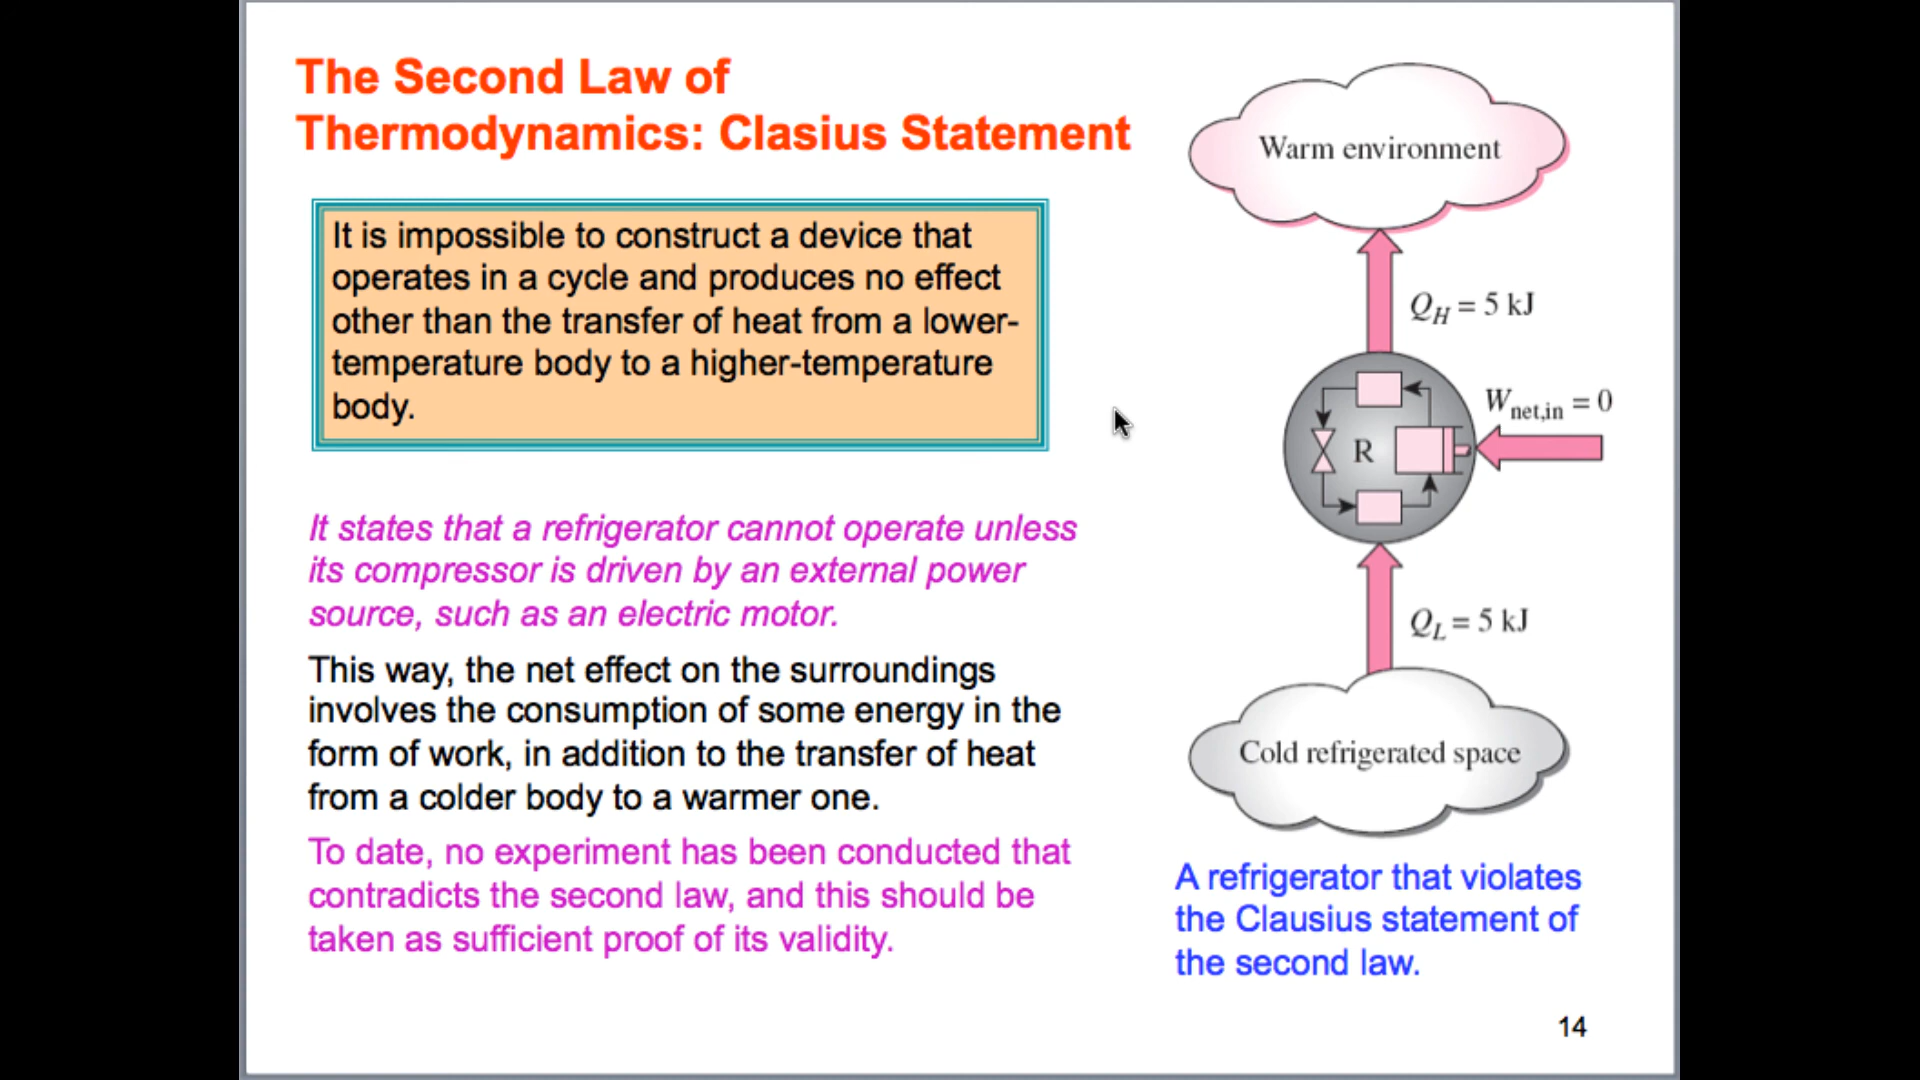 The Second Law of
Thermodynamics: Clasius Statement
It is impossible to construct a device that
operates in a cycle and produces no effect
other than the transfer of heat from a lower-
temperature body to a higher-temperature
body.
It states that a refrigerator cannot operate unless
its compressor is driven by an external power
source, such as an electric motor.
This way, the net effect on the surroundings
involves the consumption of some energy in the
form of work, in addition to the transfer of heat
from a colder body to a warmer one.
To date, no experiment has been conducted that
contradicts the second law, and this should be
taken as sufficient proof of its validity.
Warm environment
Q_H = 5 kJ
W_net,in = 0
R
Q_L = 5 kJ
Cold refrigerated space
A refrigerator that violates
the Clausius statement of
the second law.
14